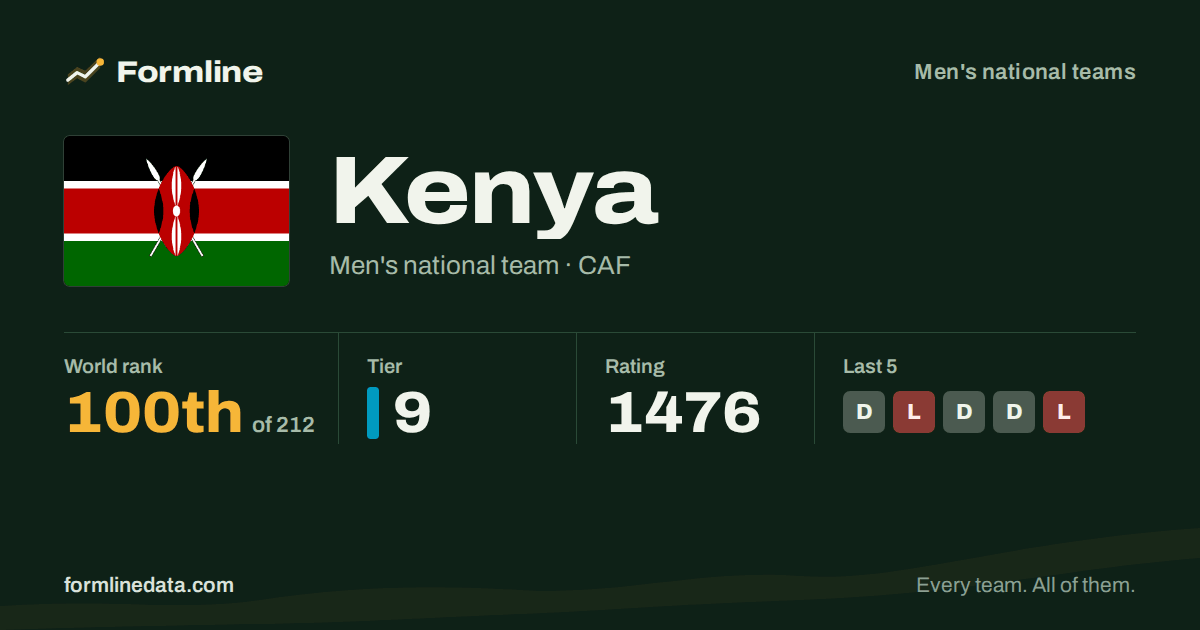 Formline
Men's national teams
Kenya
Men's national team · CAF
World rank
100th of 212
Tier
9
Rating
1476
Last 5
D L D D L
formlinedata.com
Every team. All of them.